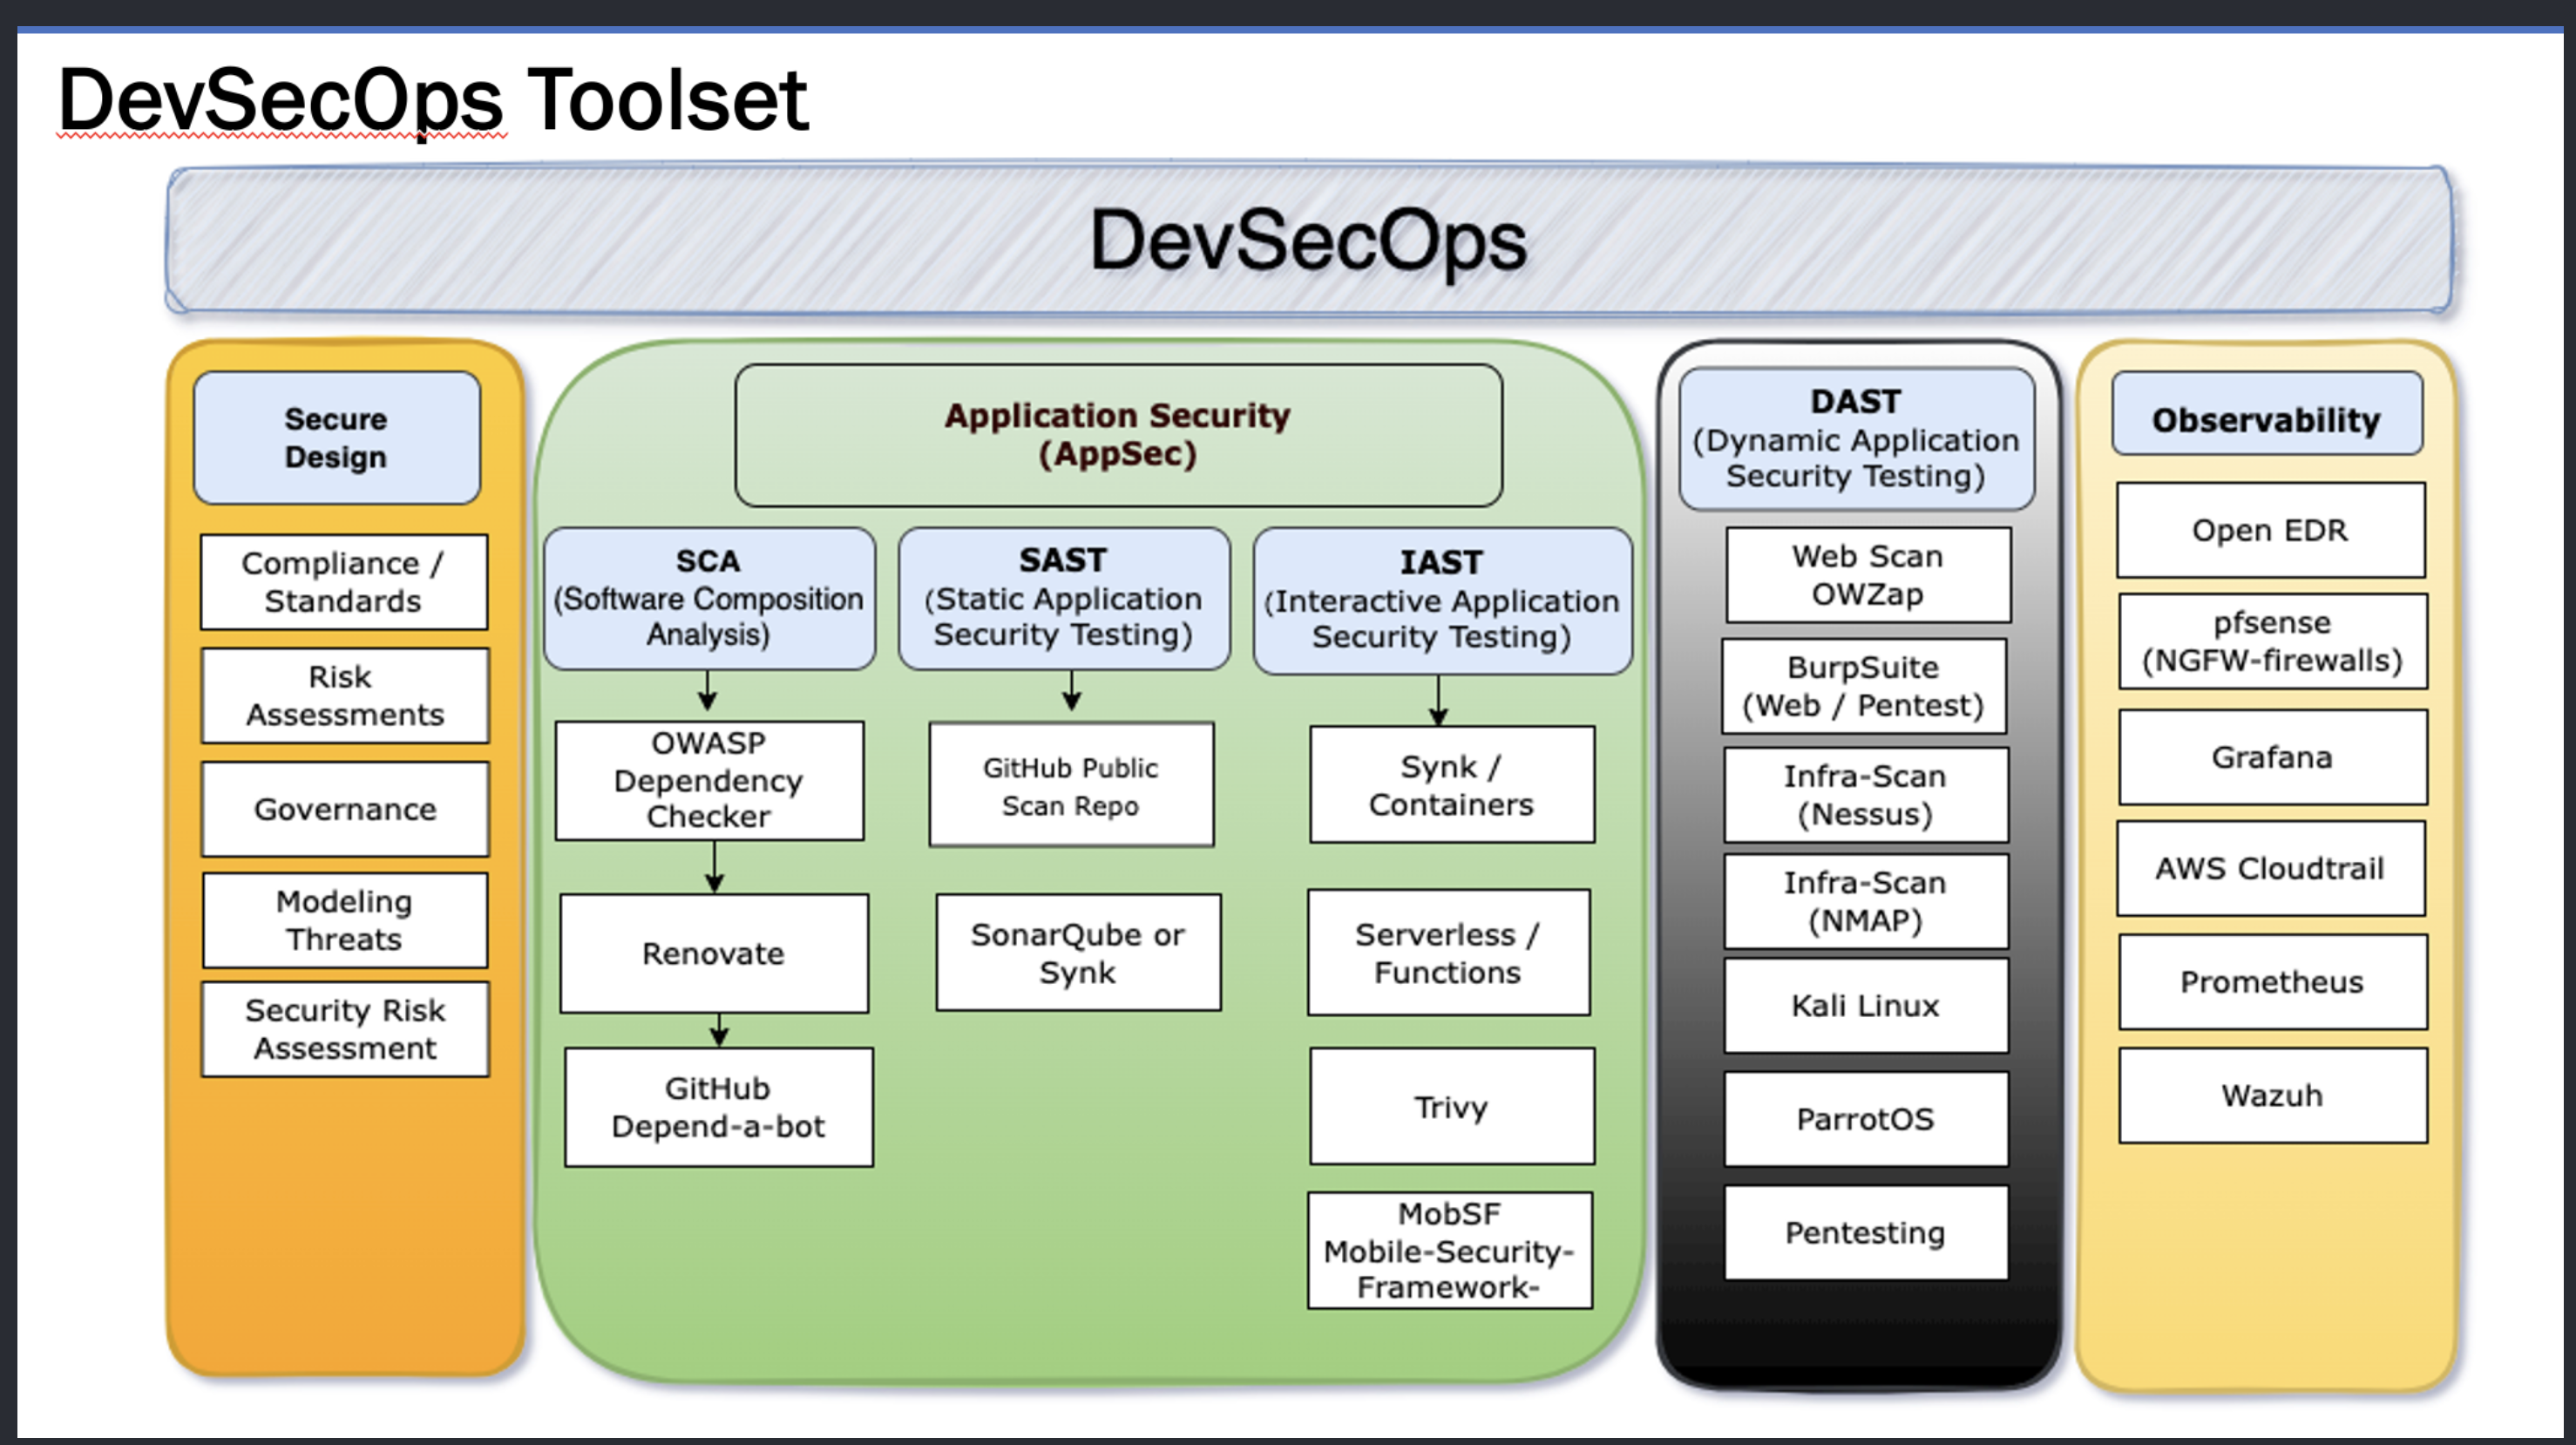 DevSecOps Toolset
DevSecOps
Secure
Design
Compliance /
Standards
Risk
Assessments
Governance
Modeling
Threats
Security Risk
Assessment
Application Security
(AppSec)
SCA
(Software Composition
Analysis)
OWASP
Dependency
Checker
Renovate
GitHub
Depend-a-bot
SAST
(Static Application
Security Testing)
GitHub Public
Scan Repo
SonarQube or
Synk
IAST
(Interactive Application
Security Testing)
Synk /
Containers
Serverless /
Functions
Trivy
MobSF
Mobile-Security-
Framework-
DAST
(Dynamic Application
Security Testing)
Web Scan
OWZap
BurpSuite
(Web / Pentest)
Infra-Scan
(Nessus)
Infra-Scan
(NMAP)
Kali Linux
ParrotOS
Pentesting
Observability
Open EDR
pfsense
(NGFW-firewalls)
Grafana
AWS Cloudtrail
Prometheus
Wazuh